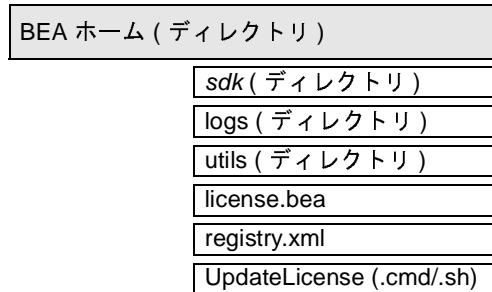 BEA ホーム ( ディレクトリ )
sdk ( ディレクトリ )
logs ( ディレクトリ )
utils ( ディレクトリ )
license.bea
registry.xml
UpdateLicense (.cmd/.sh)